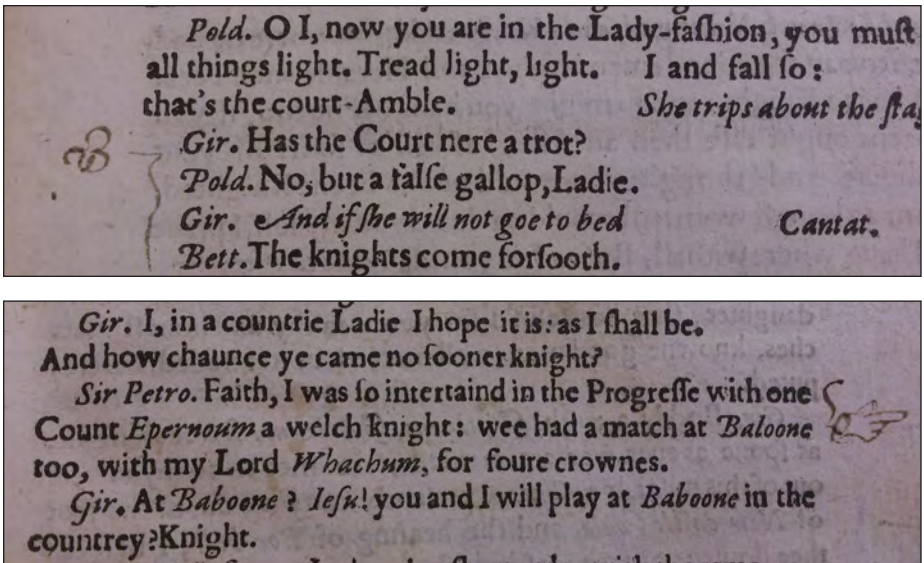 Pold. O I, now you are in the Lady-faſhion, you muſt
all things light. Tread light, light. I and fall ſo:
that's the court-Amble. She trips about the ſta
Gir. Has the Court nere a trot?
Pold. No, but a falſe gallop, Ladie.
Gir. And if ſhe will not goe to bed Cantat.
Bett. The knights come forſooth.
Gir. I, in a countrie Ladie I hope it is: as I ſhall be.
And how chaunce ye came no ſooner knight?
Sir Petro. Faith, I was ſo intertaind in the Progreſſe with one
Count Epernoum a welch knight: wee had a match at Baloone
too, with my Lord Whachum, for foure crownes.
Gir. At Baboone? Ieſu! you and I will play at Baboone in the
countrey? Knight.